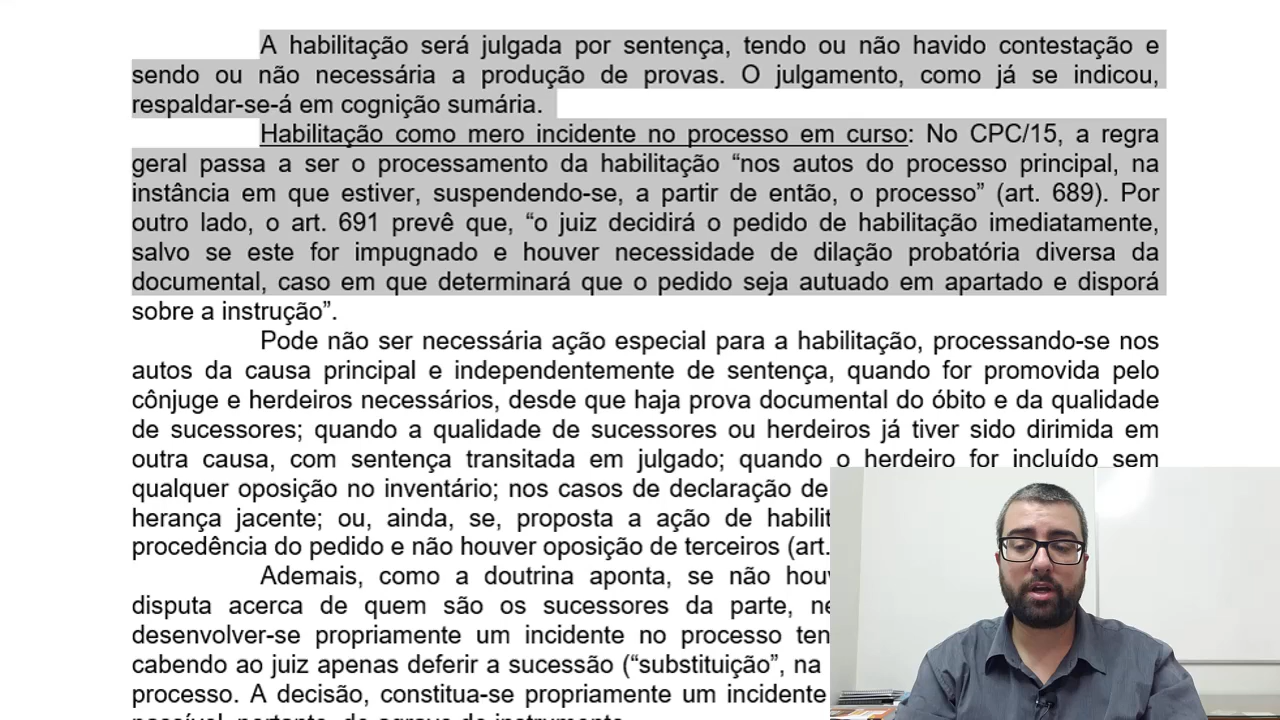 A habilitação será julgada por sentença, tendo ou não havido contestação e
sendo ou não necessária a produção de provas. O julgamento, como já se indicou,
respaldar-se-á em cognição sumária.
Habilitação como mero incidente no processo em curso: No CPC/15, a regra
geral passa a ser o processamento da habilitação “nos autos do processo principal, na
instância em que estiver, suspendendo-se, a partir de então, o processo” (art. 689). Por
outro lado, o art. 691 prevê que, “o juiz decidirá o pedido de habilitação imediatamente,
salvo se este for impugnado e houver necessidade de dilação probatória diversa da
documental, caso em que determinará que o pedido seja autuado em apartado e disporá
sobre a instrução”.
Pode não ser necessária ação especial para a habilitação, processando-se nos
autos da causa principal e independentemente de sentença, quando for promovida pelo
cônjuge e herdeiros necessários, desde que haja prova documental do óbito e da qualidade
de sucessores; quando a qualidade de sucessores ou herdeiros já tiver sido dirimida em
outra causa, com sentença transitada em julgado; quando o herdeiro for incluído sem
qualquer oposição no inventário; nos casos de declaração de
herança jacente; ou, ainda, se, proposta a ação de
procedência do pedido e não houver oposição de terceiros (art.
Ademais, como a doutrina aponta, se não
disputa acerca de quem são os sucessores da parte,
desenvolver-se propriamente um incidente no processo
cabendo ao juiz apenas deferir a sucessão (“substituição”, na
processo. A decisão, constitua-se propriamente um incidente